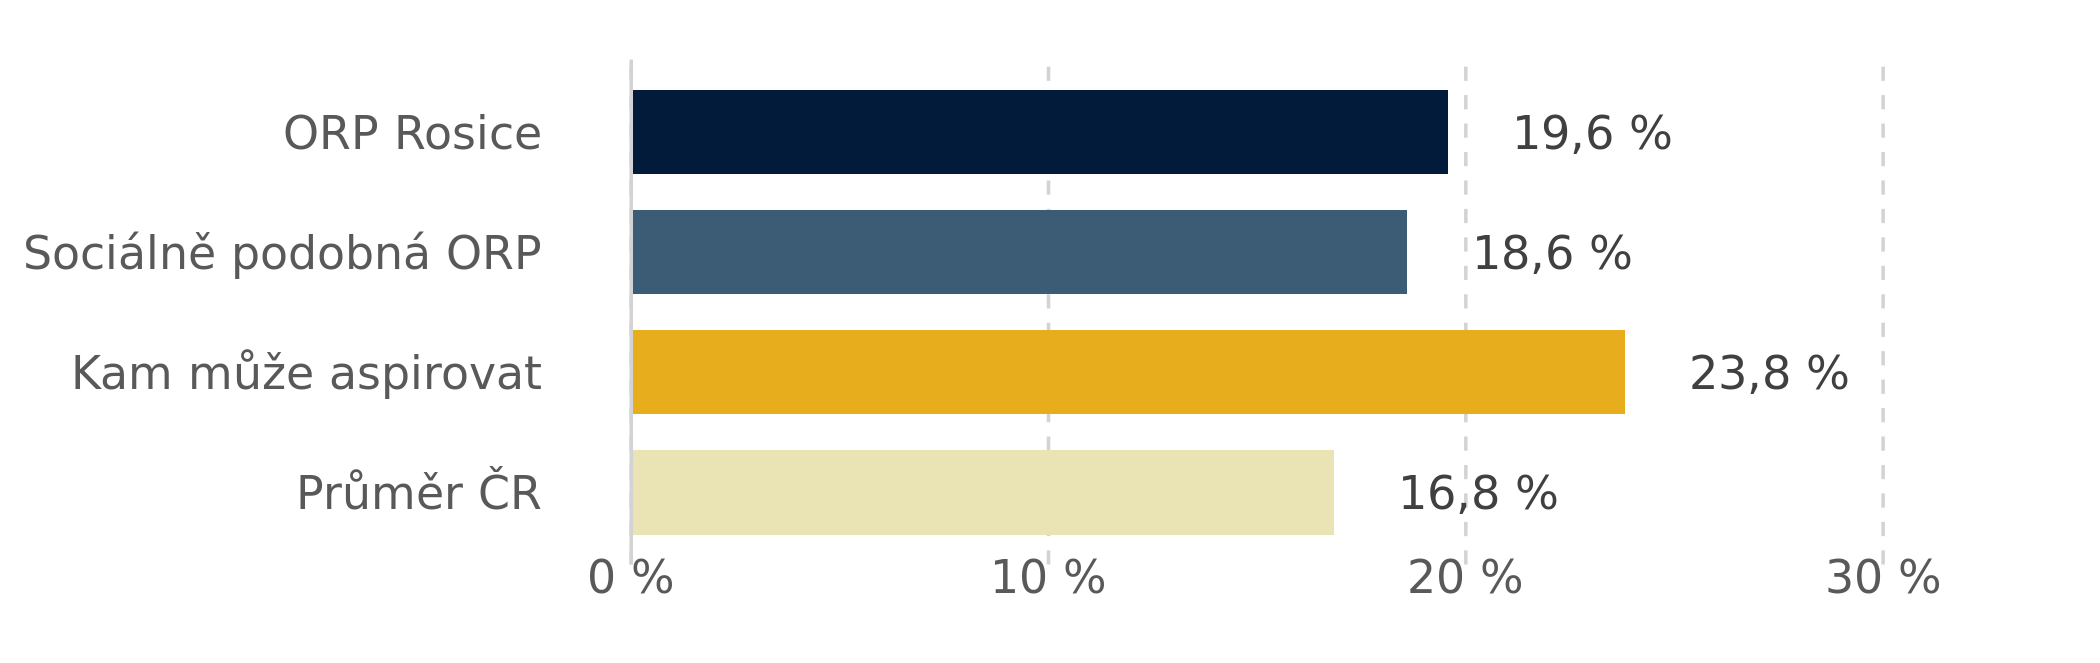 ORP Rosice 19,6 %
Sociálně podobná ORP 18,6 %
Kam může aspirovat 23,8 %
Průměr ČR 16,8 %
0 % 10 % 20 % 30 %